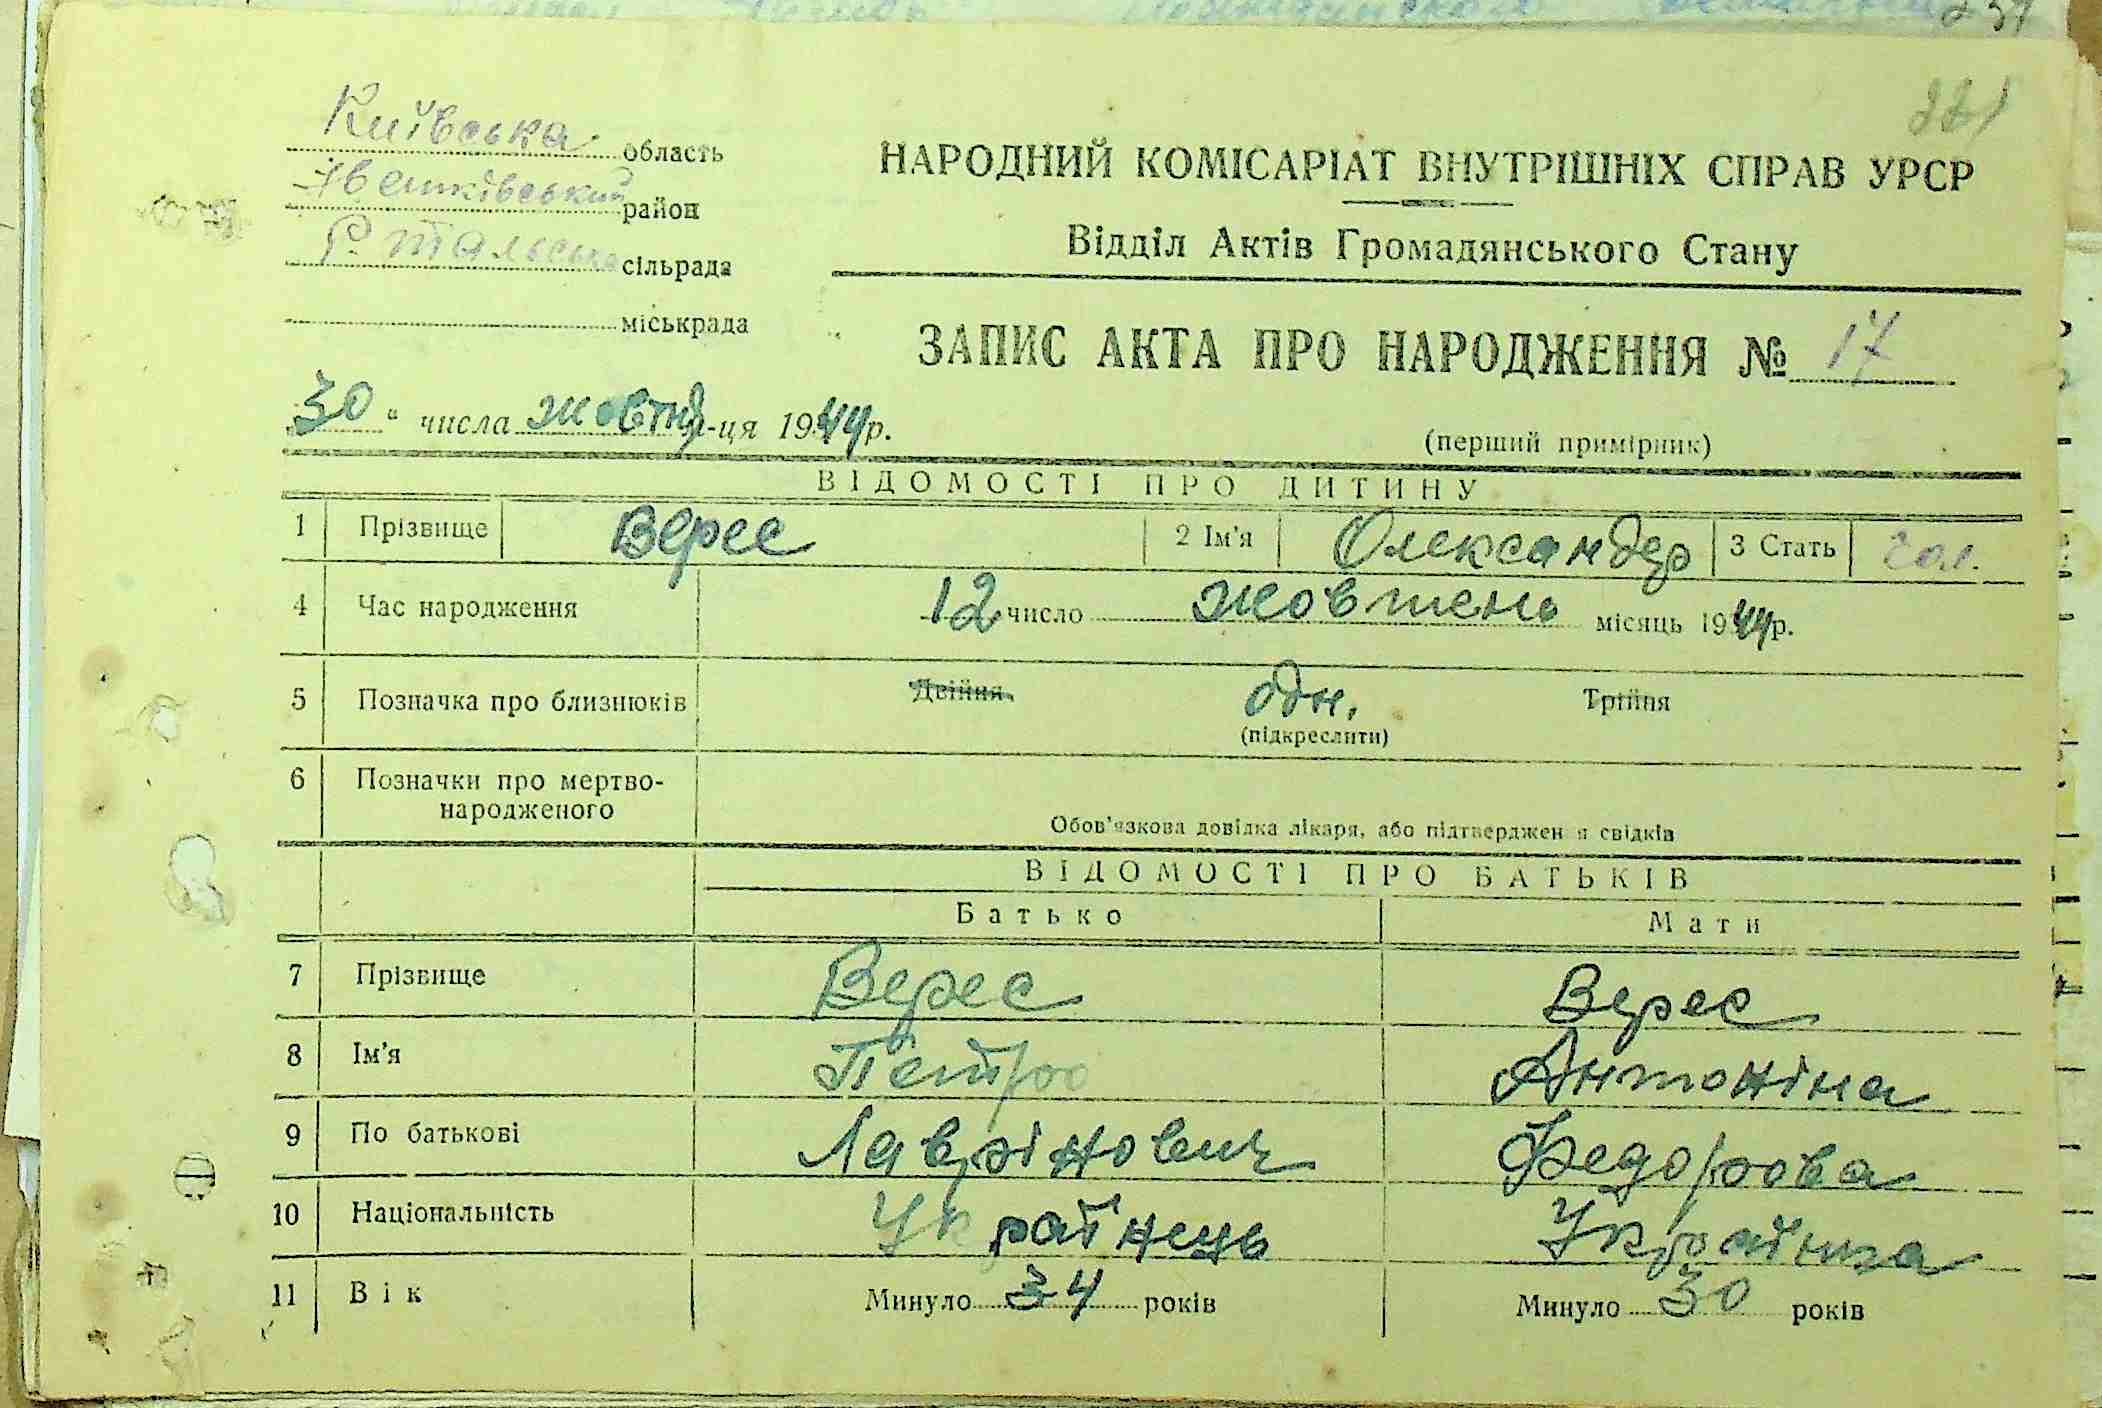 221
Київська область
Іванківський район
Р. Тальська сільрада
міськрада
НАРОДНИЙ КОМІСАРІАТ ВНУТРІШНІХ СПРАВ УРСР
Відділ Актів Громадянського Стану
ЗАПИС АКТА ПРО НАРОДЖЕННЯ № 17
30 " числа жовтня м-ця 1944 р.
(перший примірник)
ВІДОМОСТІ ПРО ДИТИНУ
1 Прізвище Верес 2 Ім'я Олександер 3 Стать чол.
4 Час народження 12 число жовтень місяць 1944 р.
5 Позначка про близнюків Двійня одн. Трійня
(підкреслити)
6 Позначки про мертво-
народженого
Обов'язкова довідка лікаря, або підтвердження свідків
ВІДОМОСТІ ПРО БАТЬКІВ
Батько Мати
7 Прізвище Верес Верес
8 Ім'я Петро Антоніна
9 По батькові Лаврінович Федорова
10 Національність Українець Українка
11 Вік Минуло 34 років Минуло 30 років